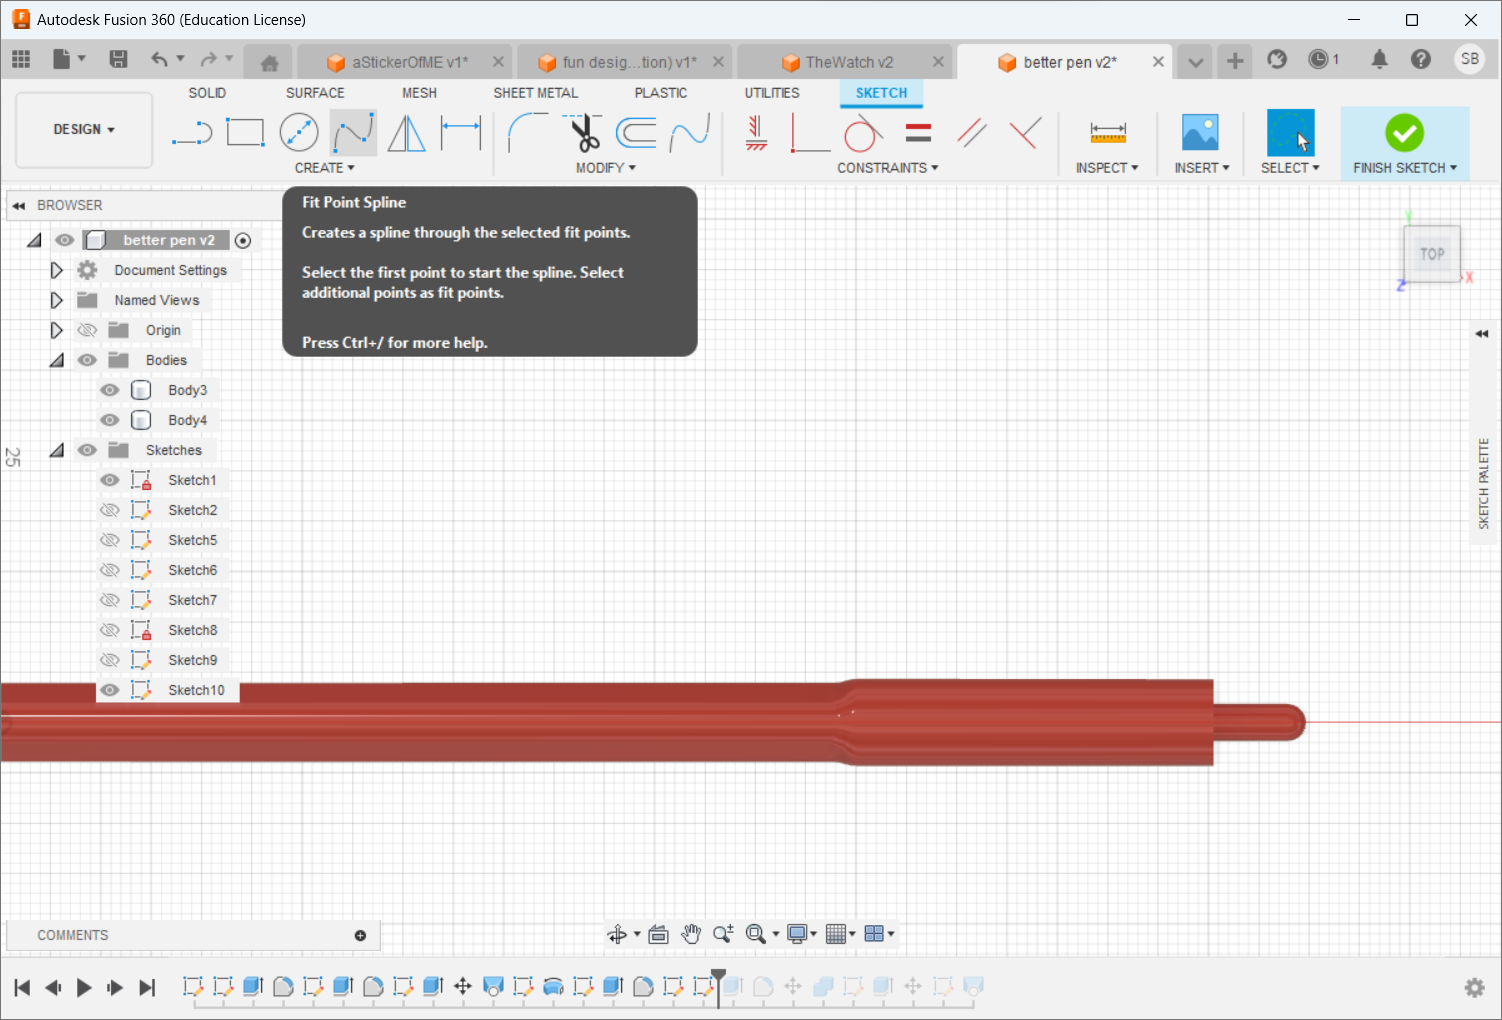 Autodesk Fusion 360 (Education License)
1
SB
aStickerOfME v1*
fun desig...tion) v1*
TheWatch v2
better pen v2*
SOLID
SURFACE
MESH
SHEET METAL
PLASTIC
UTILITIES
SKETCH
DESIGN
CREATE
MODIFY
CONSTRAINTS
INSPECT
INSERT
SELECT
FINISH SKETCH
BROWSER
better pen v2
Document Settings
Named Views
Origin
Bodies
Body3
Body4
Sketches
Sketch1
Sketch2
Sketch5
Sketch6
Sketch7
Sketch8
Sketch9
Sketch10
Fit Point Spline
Creates a spline through the selected fit points.
Select the first point to start the spline. Select
additional points as fit points.
Press Ctrl+/ for more help.
Y
TOP
X
Z
25
SKETCH PALETTE
COMMENTS